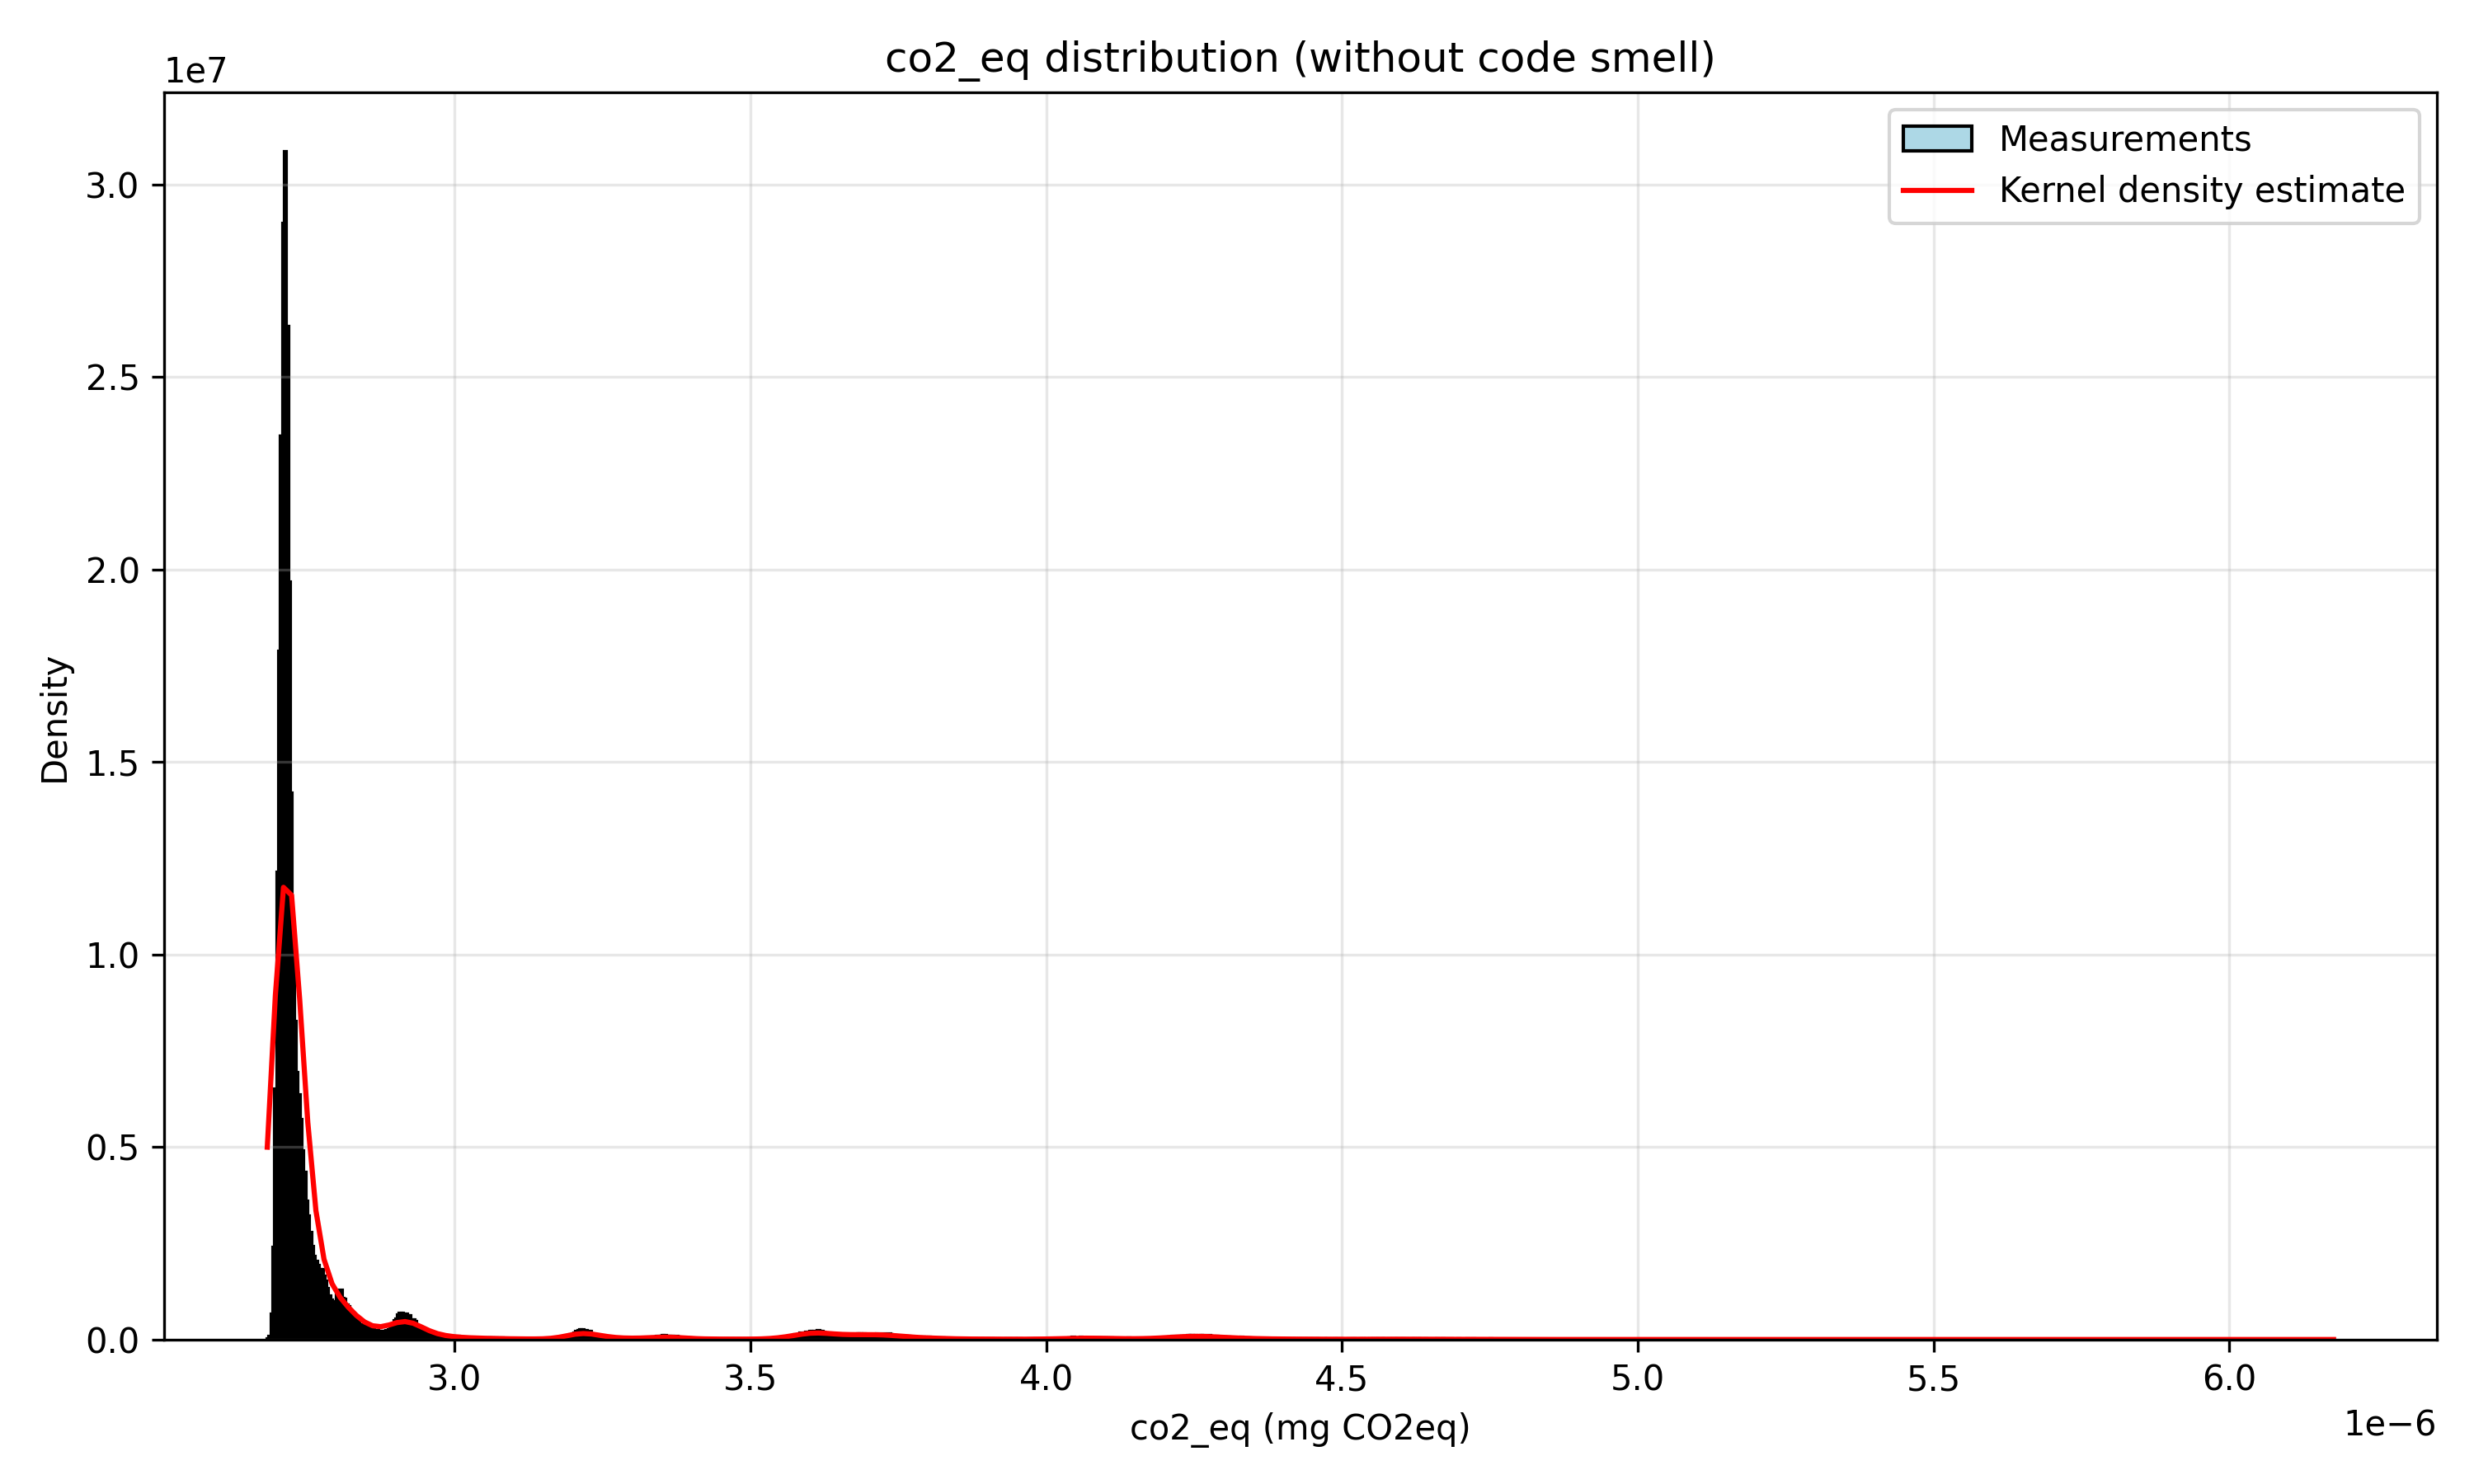 co2_eq distribution (without code smell)
1e7
Measurements
Kernel density estimate
3.0
2.5
2.0
1.5
1.0
0.5
0.0
Density
3.0 3.5 4.0 4.5 5.0 5.5 6.0
co2_eq (mg CO2eq)
1e−6